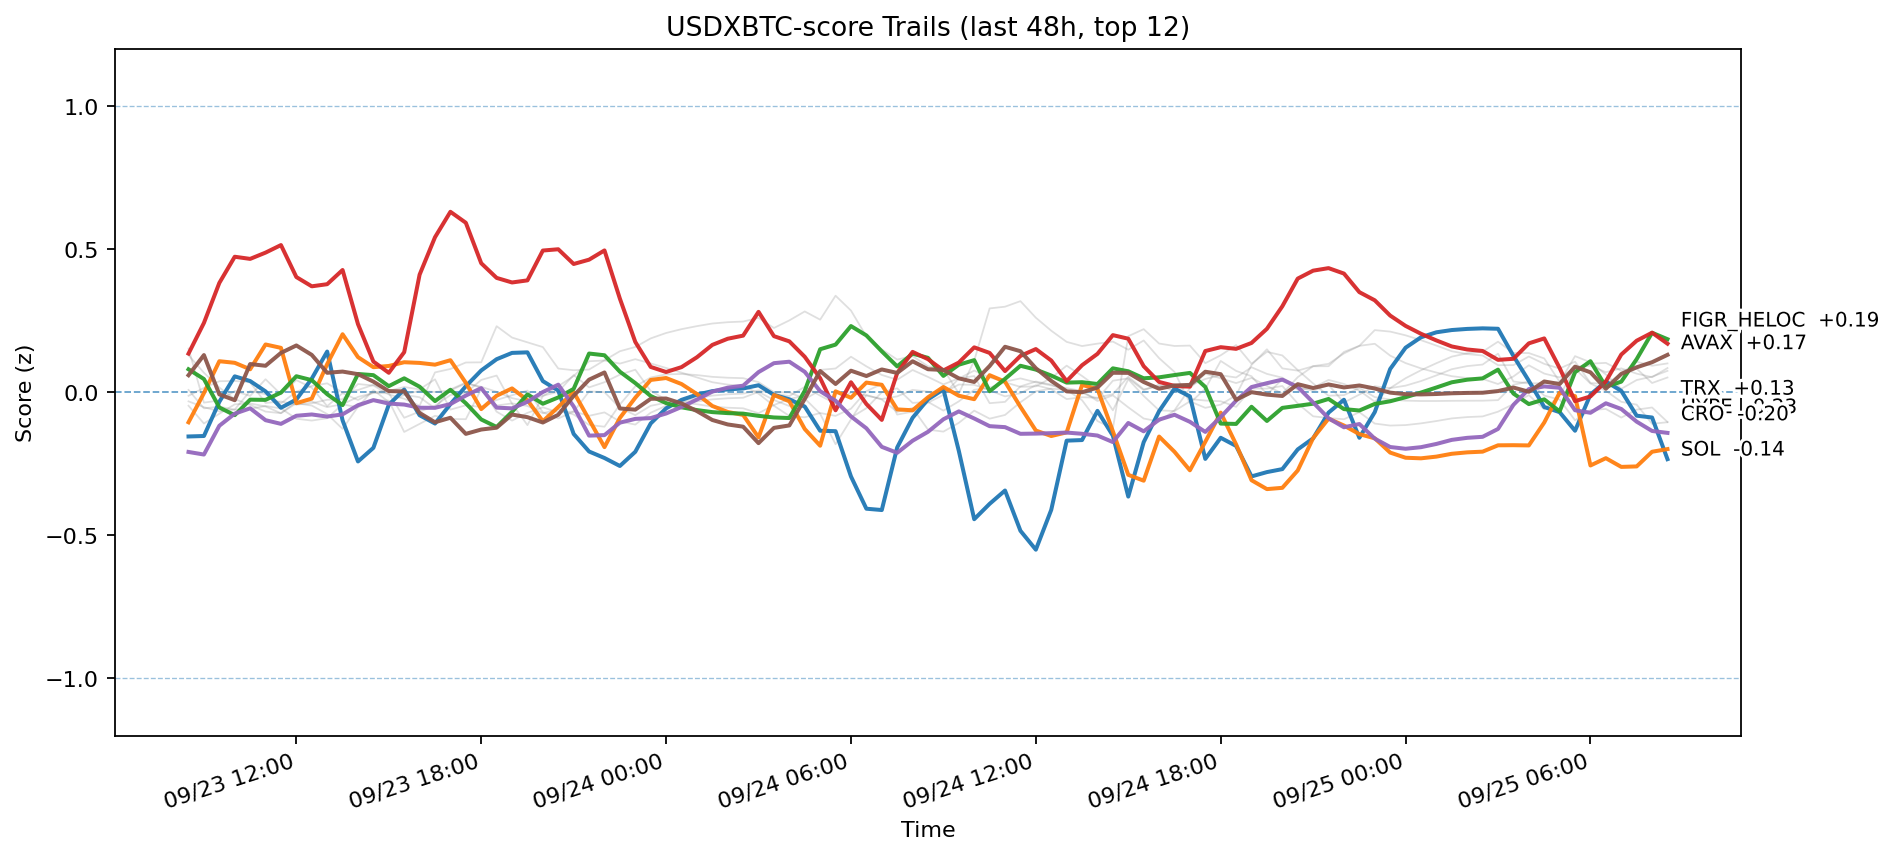 USDXBTC-score Trails (last 48h, top 12)
Score (z)
1.0
0.5
0.0
−0.5
−1.0
FIGR_HELOC +0.19
AVAX +0.17
TRX +0.13
CRO -0.20
SOL -0.14
09/23 12:00
09/23 18:00
09/24 00:00
09/24 06:00
09/24 12:00
09/24 18:00
09/25 00:00
09/25 06:00
Time